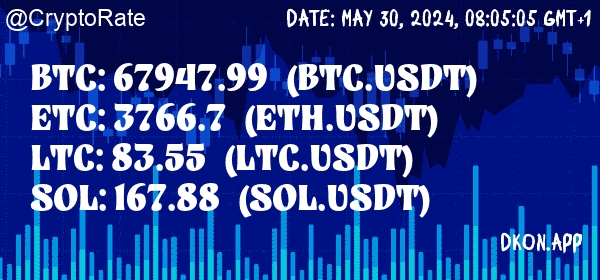 @CryptoRate
DATE: MAY 30, 2024, 08:05:05 GMT+1
BTC: 67947.99 (BTC.USDT)
ETC: 3766.7 (ETH.USDT)
LTC: 83.55 (LTC.USDT)
SOL: 167.88 (SOL.USDT)
DKON.APP